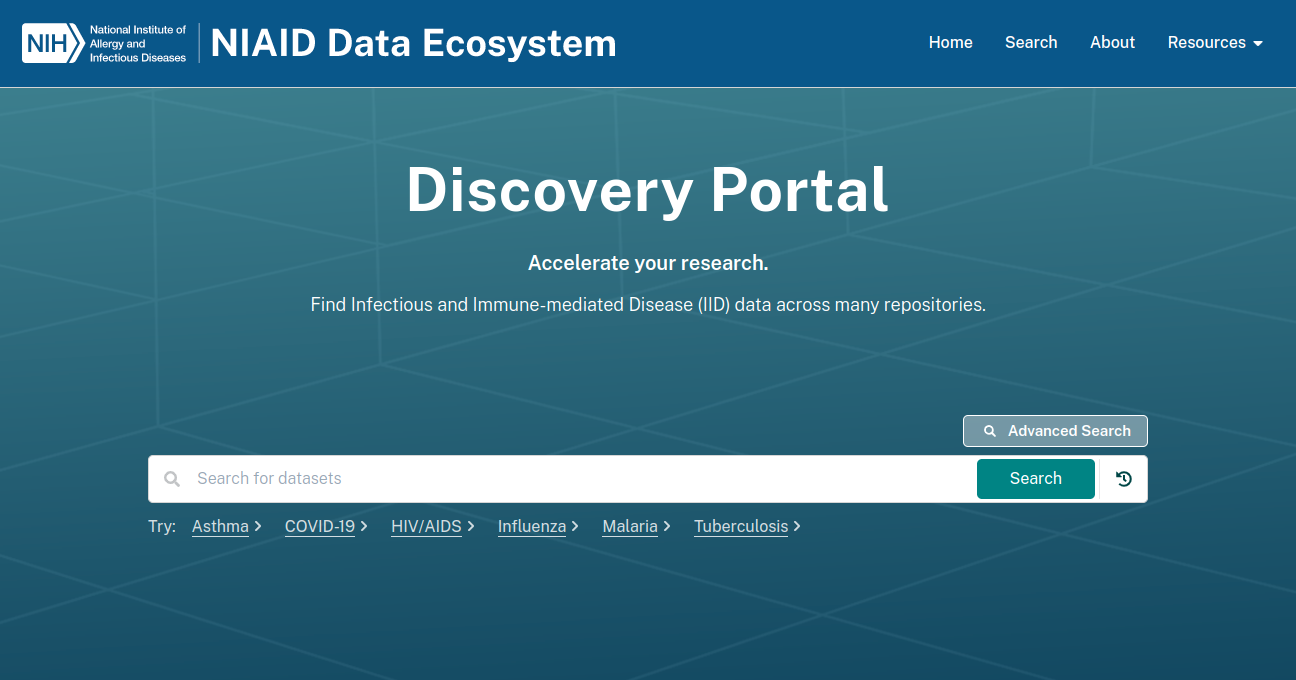 NIH
National Institute of
Allergy and
Infectious Diseases
NIAID Data Ecosystem
Home Search About Resources
Discovery Portal
Accelerate your research.
Find Infectious and Immune-mediated Disease (IID) data across many repositories.
Advanced Search
Search for datasets Search
Try: Asthma COVID-19 HIV/AIDS Influenza Malaria Tuberculosis